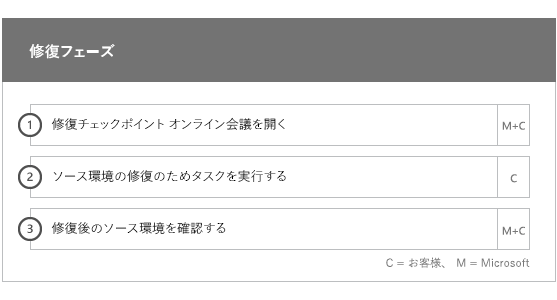 修復フェーズ
1 修復チェックポイント オンライン会議を開く M+C
2 ソース環境の修復のためタスクを実行する C
3 修復後のソース環境を確認する M+C
C = お客様、 M = Microsoft